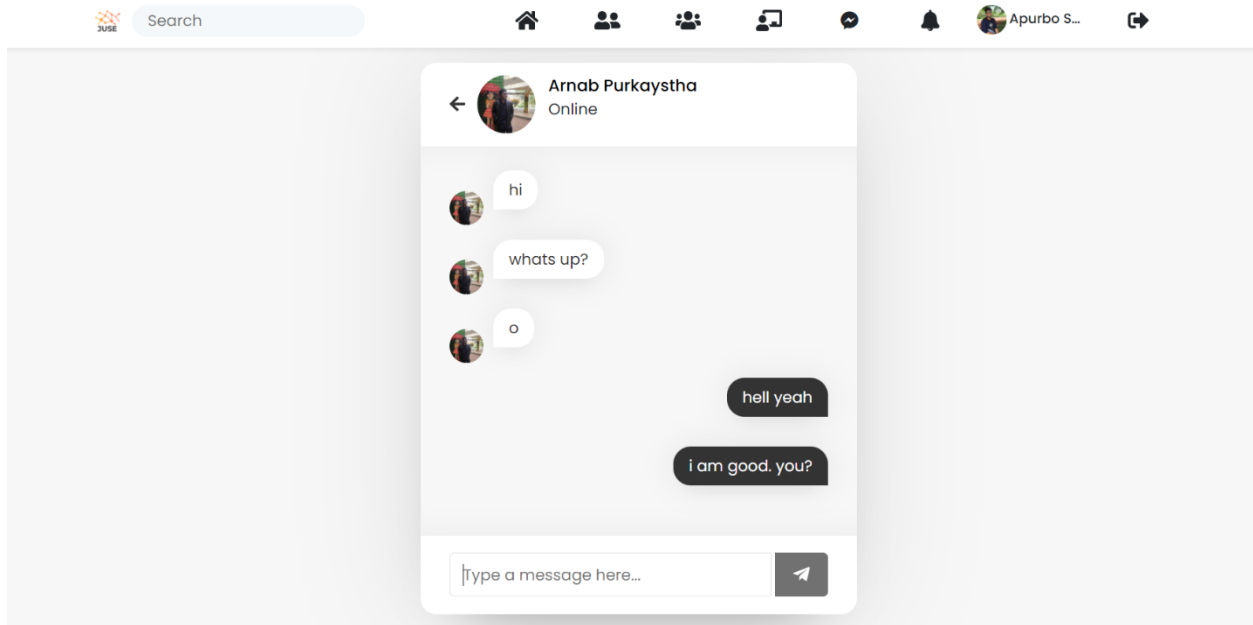 JUSE
Search
Apurbo S...
Arnab Purkaystha
Online
hi
whats up?
o
hell yeah
i am good. you?
Type a message here...